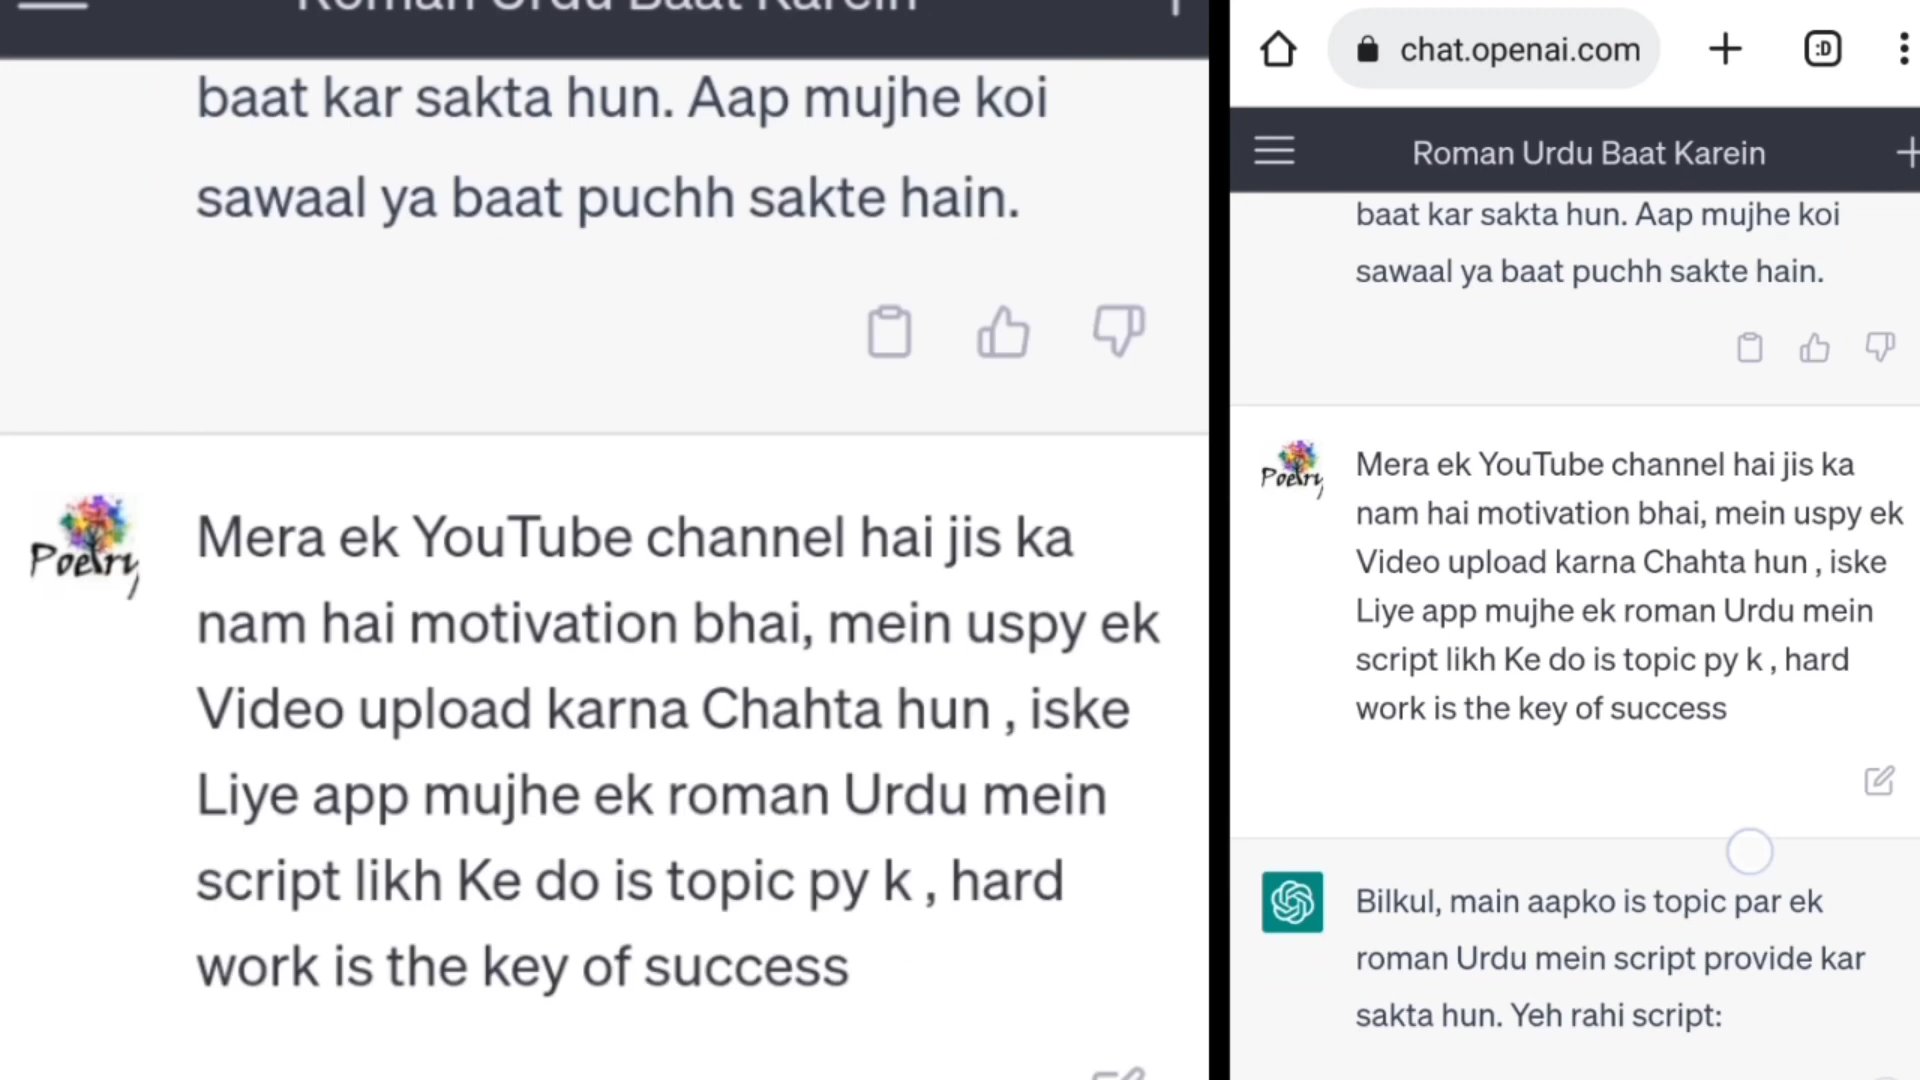 Roman Urdu Baat Karein
baat kar sakta hun. Aap mujhe koi
sawaal ya baat puchh sakte hain.
Poetry
Mera ek YouTube channel hai jis ka
nam hai motivation bhai, mein uspy ek
Video upload karna Chahta hun , iske
Liye app mujhe ek roman Urdu mein
script likh Ke do is topic py k , hard
work is the key of success
chat.openai.com
:D
Roman Urdu Baat Karein
baat kar sakta hun. Aap mujhe koi
sawaal ya baat puchh sakte hain.
Poetry
Mera ek YouTube channel hai jis ka
nam hai motivation bhai, mein uspy ek
Video upload karna Chahta hun , iske
Liye app mujhe ek roman Urdu mein
script likh Ke do is topic py k , hard
work is the key of success
Bilkul, main aapko is topic par ek
roman Urdu mein script provide kar
sakta hun. Yeh rahi script: